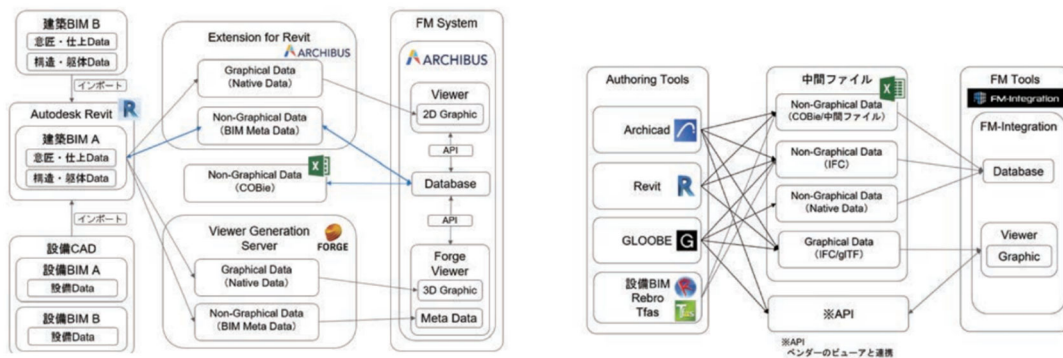 建築BIM B
意匠・仕上Data
構造・躯体Data
インポート
Autodesk Revit
R
建築BIM A
意匠・仕上Data
構造・躯体Data
インポート
設備CAD
設備BIM A
設備Data
設備BIM B
設備Data
Extension for Revit
ARCHIBUS
Graphical Data
(Native Data)
Non-Graphical Data
(BIM Meta Data)
Non-Graphical Data
(COBie)
Viewer Generation
Server
FORGE
Graphical Data
(Native Data)
Non-Graphical Data
(BIM Meta Data)
FM System
ARCHIBUS
Viewer
2D Graphic
API
Database
API
Forge
Viewer
3D Graphic
Meta Data
Authoring Tools
Archicad
Revit
R
GLOOBE
G
設備BIM
Rebro
Tfas
中間ファイル
Non-Graphical Data
(COBie/中間ファイル)
Non-Graphical Data
(IFC)
Non-Graphical Data
(Native Data)
Graphical Data
(IFC/glTF)
※API
※API
ベンダーのビューアと連携
FM Tools
FM-Integration
FM-Integration
Database
Viewer
Graphic